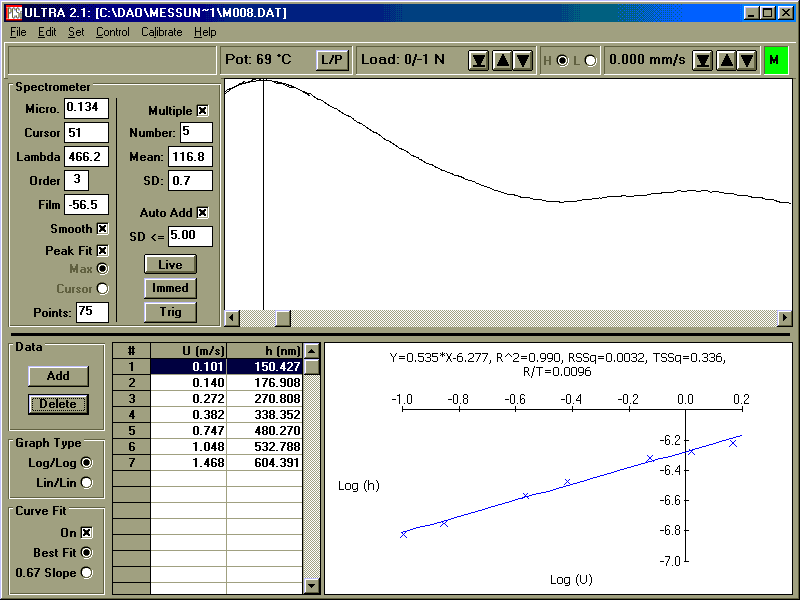 ULTRA 2.1: [C:\DAO\MESSUN~1\M008.DAT]
File Edit Set Control Calibrate Help
Pot: 69 °C L/P Load: 0/-1 N H L 0.000 mm/s M
Spectrometer
Micro. 0.134
Cursor 51
Lambda 466.2
Order 3
Film -56.5
Smooth
Peak Fit
Max
Cursor
Points: 75
Multiple
Number: 5
Mean: 116.8
SD: 0.7
Auto Add
SD <= 5.00
Live
Immed
Trig
Data
Add
Delete
Graph Type
Log/Log
Lin/Lin
Curve Fit
On
Best Fit
0.67 Slope
# U (m/s) h (nm)
1 0.101 150.427
2 0.140 176.908
3 0.272 270.808
4 0.382 338.352
5 0.747 480.270
6 1.048 532.788
7 1.468 604.391
Y=0.535*X-6.277, R^2=0.990, RSSq=0.0032, TSSq=0.336,
R/T=0.0096
-1.0 -0.8 -0.6 -0.4 -0.2 0.0 0.2
-6.2
-6.4
-6.6
-6.8
-7.0
Log (h)
Log (U)